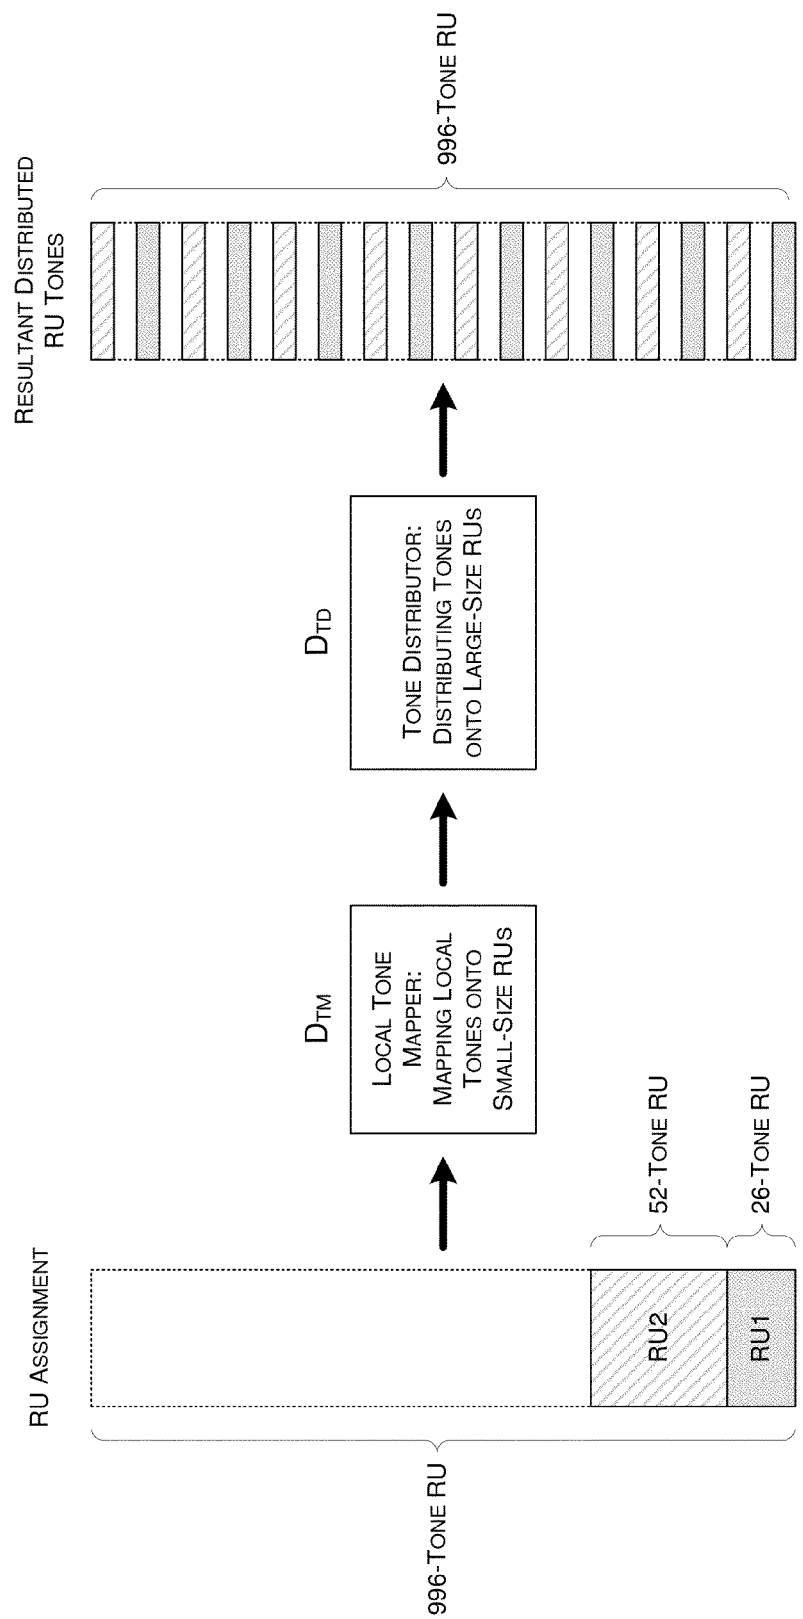 RU ASSIGNMENT
996-TONE RU
RU2
RU1
52-TONE RU
26-TONE RU
DTM
LOCAL TONE
MAPPER:
MAPPING LOCAL
TONES ONTO
SMALL-SIZE RUS
DTD
TONE DISTRIBUTOR:
DISTRIBUTING TONES
ONTO LARGE-SIZE RUS
RESULTANT DISTRIBUTED
RU TONES
996-TONE RU